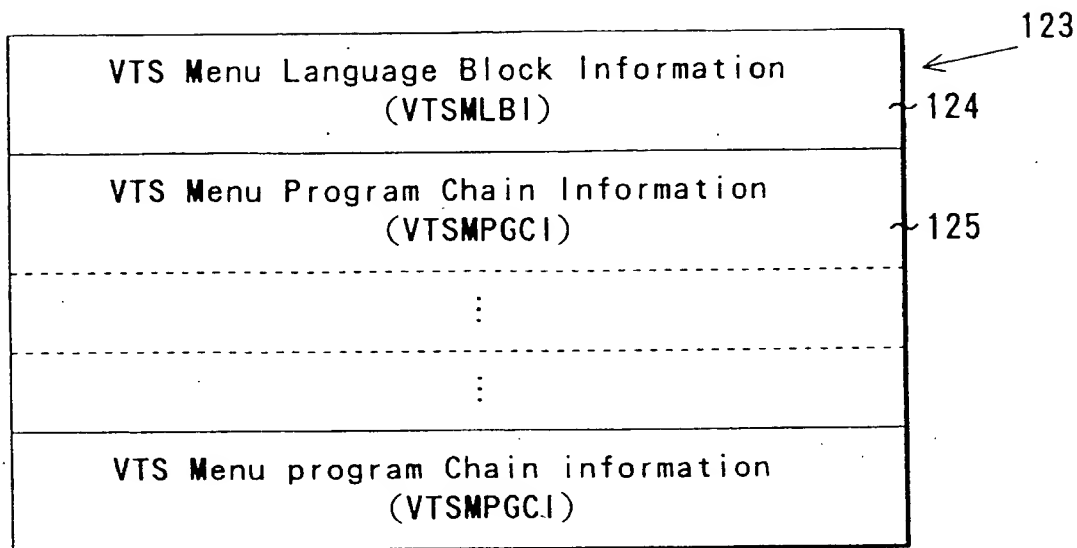 123
VTS Menu Language Block Information
(VTSMLBI)
124
VTS Menu Program Chain Information
(VTSMPGCI)
125
⋮
⋮
VTS Menu program Chain information
(VTSMPGCI)